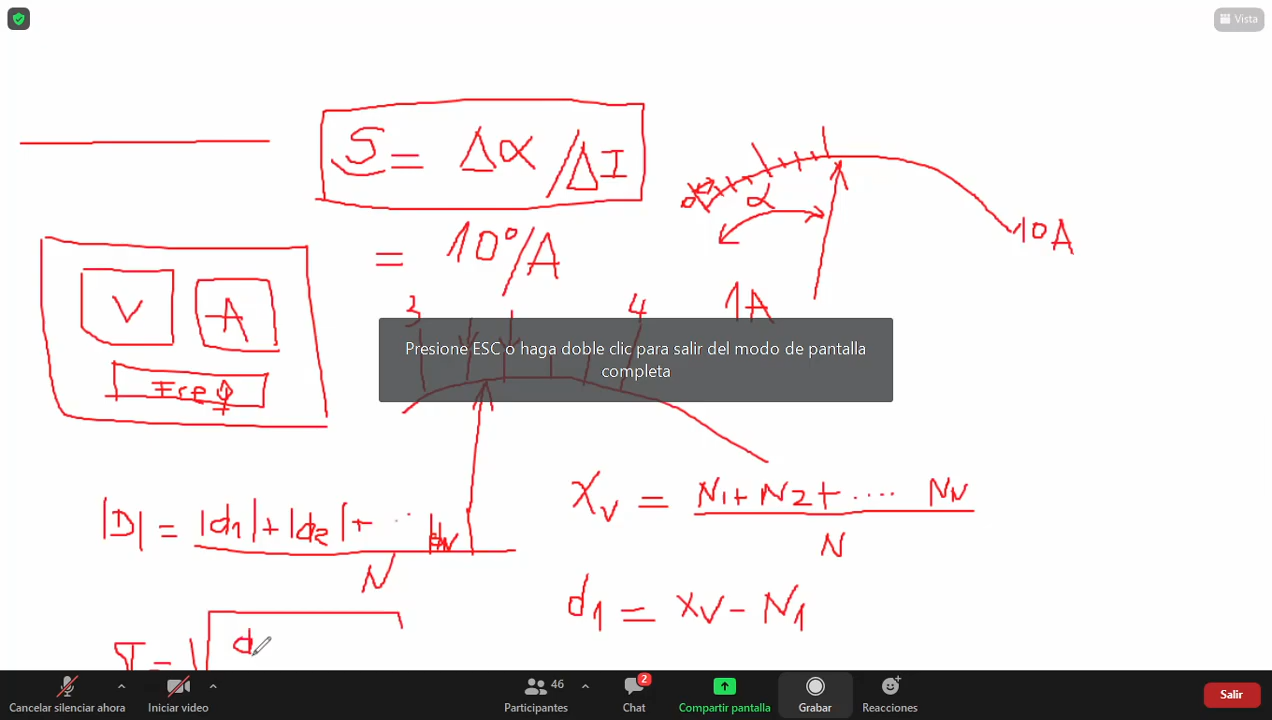 Vista
S = Δα/ΔI
= 10°/A
α
10A
1A
V
A
Freq
3
4
Presione ESC o haga doble clic para salir del modo de pantalla
completa
|D| = |d1| + |d2| + ...
N
Xv = N1 + N2 + .... NN
N
d1 = Xv - N1
= √d
Cancelar silenciar ahora
Iniciar video
46
Participantes
2
Chat
Compartir pantalla
Grabar
Reacciones
Salir